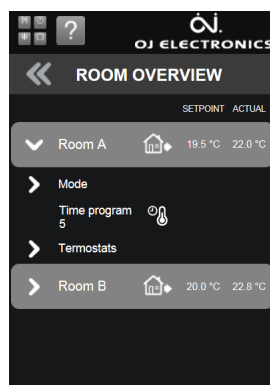 ?
OJ
OJ ELECTRONICS
ROOM OVERVIEW
SETPOINT ACTUAL
Room A 19.5 °C 22.0 °C
Mode
Time program
5
Termostats
Room B 20.0 °C 22.8 °C